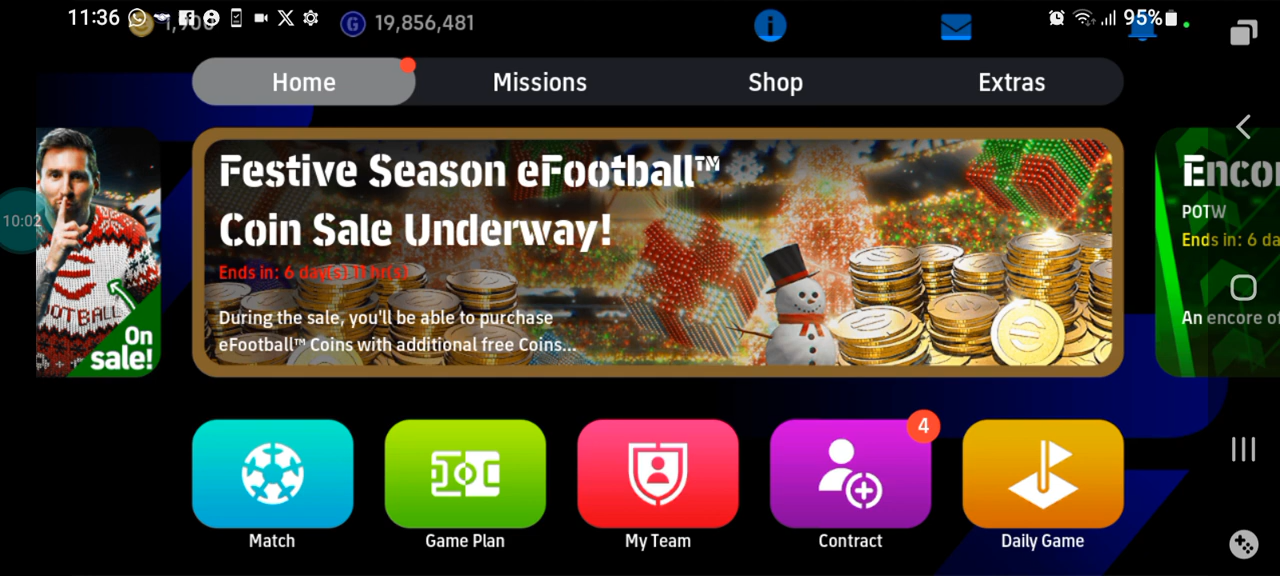 11:36
1,900
19,856,481
95%
Home
Missions
Shop
Extras
10:02
OTBALL
On
sale!
Festive Season eFootball™
Coin Sale Underway!
Ends in: 6 day(s) 11 hr(s)
During the sale, you'll be able to purchase
eFootball™ Coins with additional free Coins...
Enco
POTW
Ends in: 6 da
An encore of
4
Match
Game Plan
My Team
Contract
Daily Game